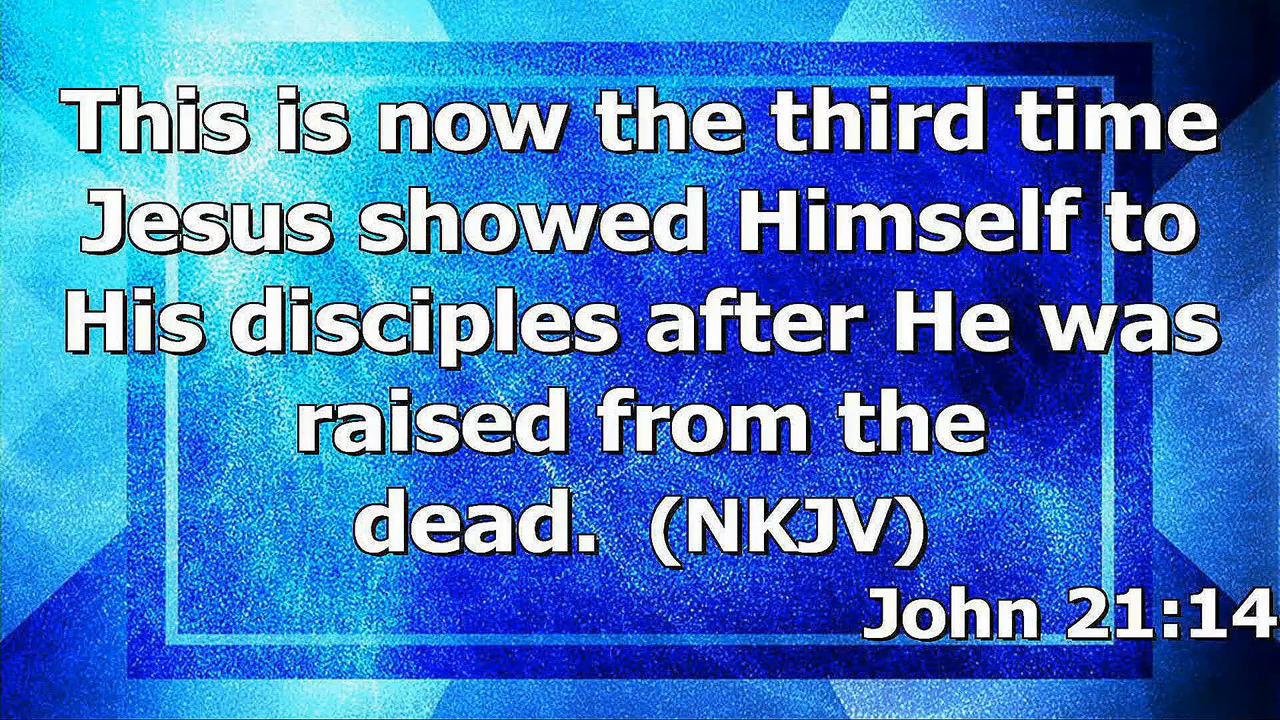 This is now the third time
Jesus showed Himself to
His disciples after He was
raised from the
dead.  (NKJV)
John 21:14